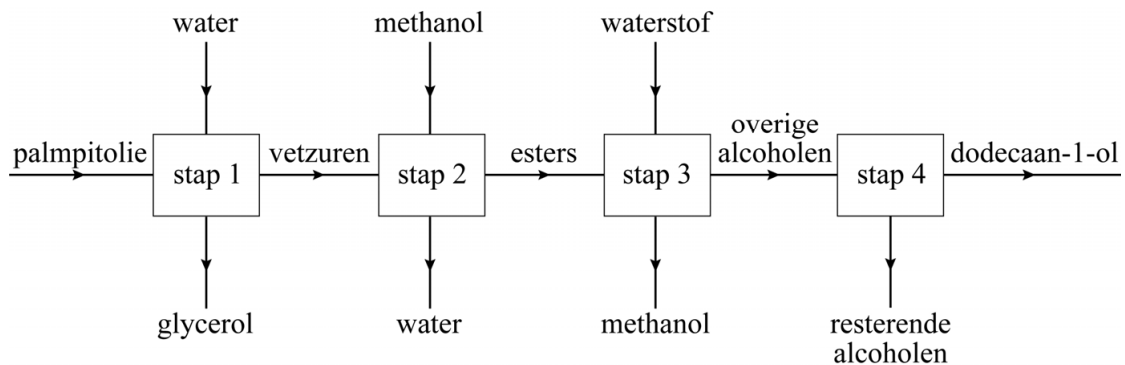 water
methanol
waterstof
palmpitolie
stap 1
vetzuren
stap 2
esters
stap 3
overige
alcoholen
stap 4
dodecaan-1-ol
glycerol
water
methanol
resterende
alcoholen